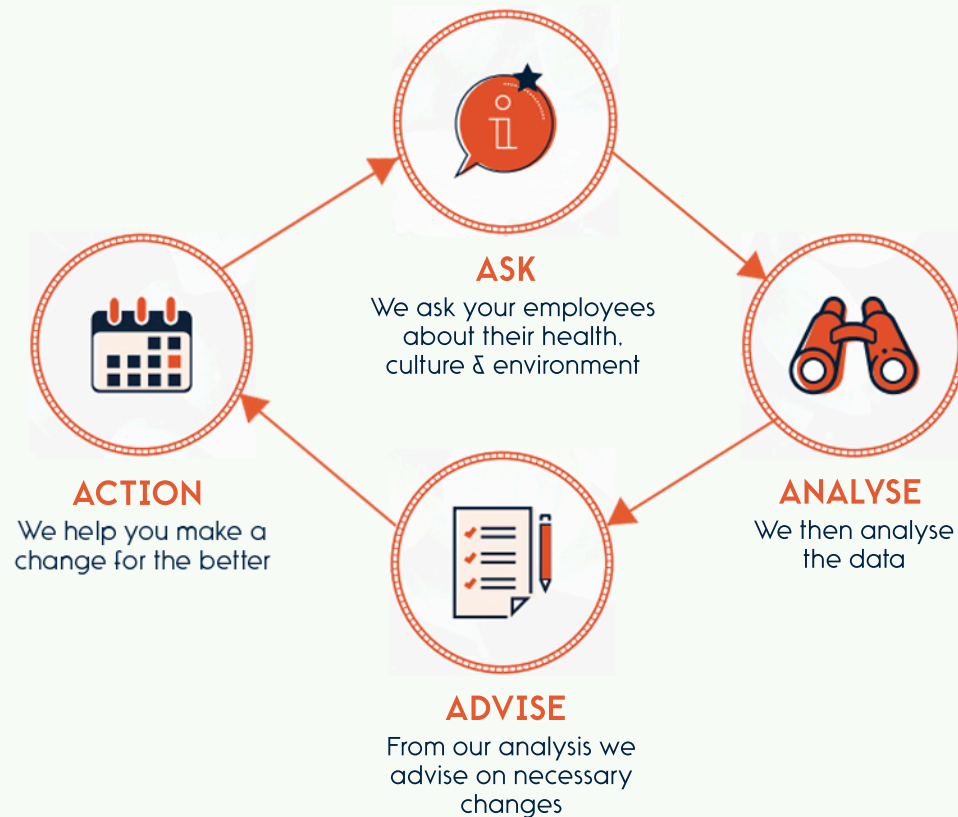 ASK
We ask your employees
about their health,
culture & environment
ANALYSE
We then analyse
the data
ADVISE
From our analysis we
advise on necessary
changes
ACTION
We help you make a
change for the better